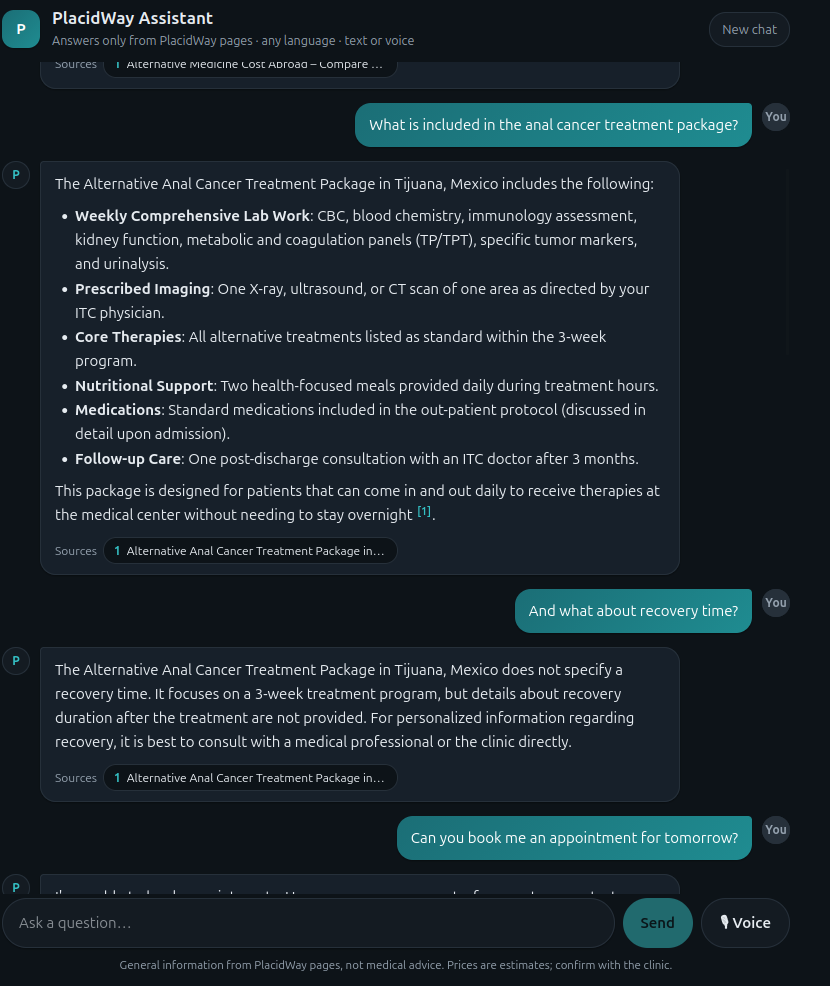 P
PlacidWay Assistant
Answers only from PlacidWay pages · any language · text or voice
New chat
Sources 1 Alternative Medicine Cost Abroad – Compare …
What is included in the anal cancer treatment package?
You
P
The Alternative Anal Cancer Treatment Package in Tijuana, Mexico includes the following:
• Weekly Comprehensive Lab Work: CBC, blood chemistry, immunology assessment,
kidney function, metabolic and coagulation panels (TP/TPT), specific tumor markers,
and urinalysis.
• Prescribed Imaging: One X-ray, ultrasound, or CT scan of one area as directed by your
ITC physician.
• Core Therapies: All alternative treatments listed as standard within the 3-week
program.
• Nutritional Support: Two health-focused meals provided daily during treatment hours.
• Medications: Standard medications included in the out-patient protocol (discussed in
detail upon admission).
• Follow-up Care: One post-discharge consultation with an ITC doctor after 3 months.
This package is designed for patients that can come in and out daily to receive therapies at
the medical center without needing to stay overnight [1].
Sources 1 Alternative Anal Cancer Treatment Package in…
And what about recovery time?
You
P
The Alternative Anal Cancer Treatment Package in Tijuana, Mexico does not specify a
recovery time. It focuses on a 3-week treatment program, but details about recovery
duration after the treatment are not provided. For personalized information regarding
recovery, it is best to consult with a medical professional or the clinic directly.
Sources 1 Alternative Anal Cancer Treatment Package in…
Can you book me an appointment for tomorrow?
You
P
Ask a question…
Send
Voice
General information from PlacidWay pages, not medical advice. Prices are estimates; confirm with the clinic.